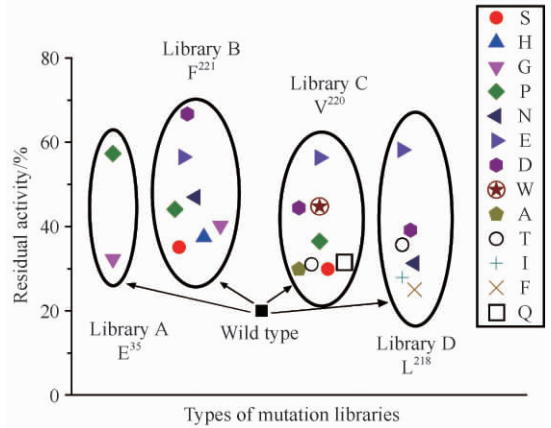 Residual activity/%
80
60
40
20
0
Library B
F²²¹
Library C
V²²⁰
Library A
E³⁵
Wild type
Library D
L²¹⁸
Types of mutation libraries
S
H
G
P
N
E
D
W
A
T
I
F
Q